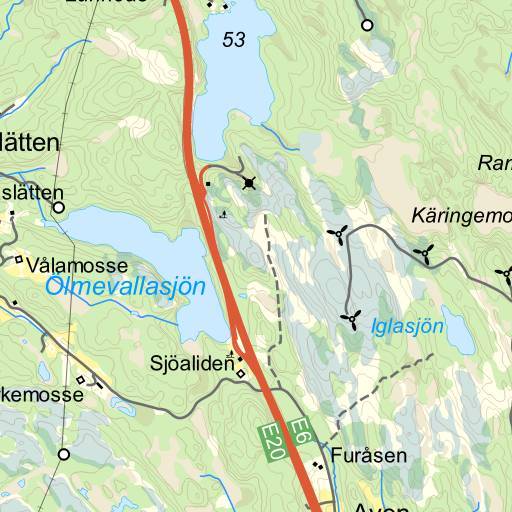 53
lätten
Ran
slätten
Käringemo
Vålamosse
Ölmevallasjön
Iglasjön
Sjöaliden
kemosse
E6
E20
Furåsen